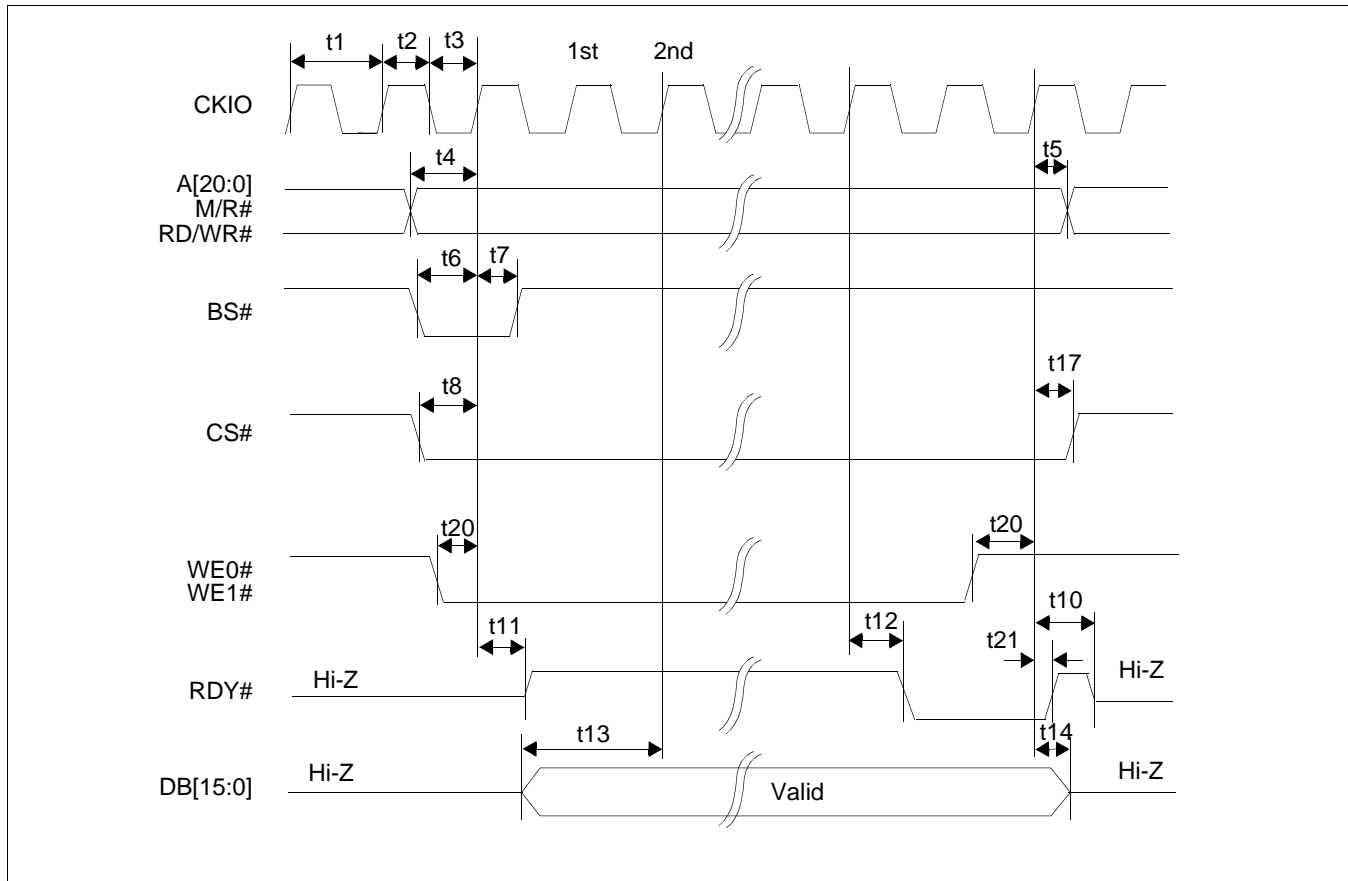 t1 t2 t3 1st 2nd
CKIO
t4 t5
A[20:0]
M/R#
RD/WR#
t6 t7
BS#
t17
t8
CS#
t20 t20
WE0#
WE1#
t10
t11 t12
t21
Hi-Z Hi-Z
RDY#
t13 t14
Hi-Z Hi-Z
DB[15:0]
Valid